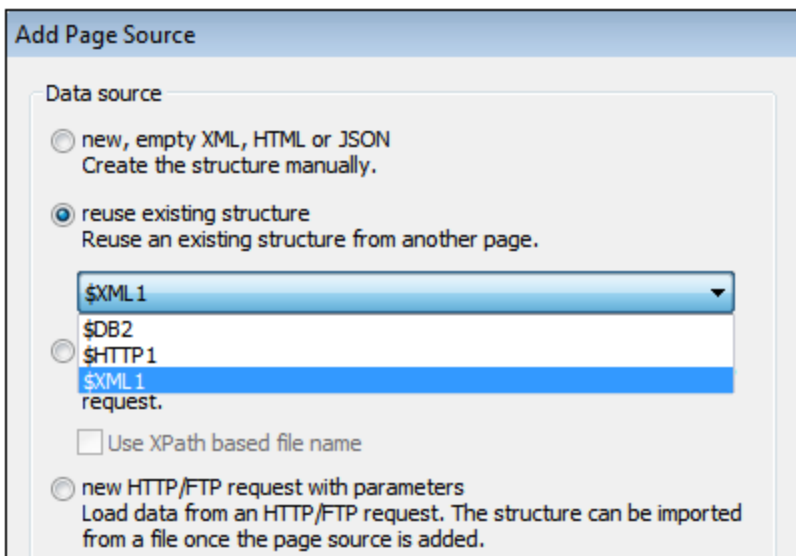 Add Page Source
Data source
new, empty XML, HTML or JSON
Create the structure manually.
reuse existing structure
Reuse an existing structure from another page.
$XML1
$DB2
$HTTP1
$XML1
request.
Use XPath based file name
new HTTP/FTP request with parameters
Load data from an HTTP/FTP request. The structure can be imported
from a file once the page source is added.